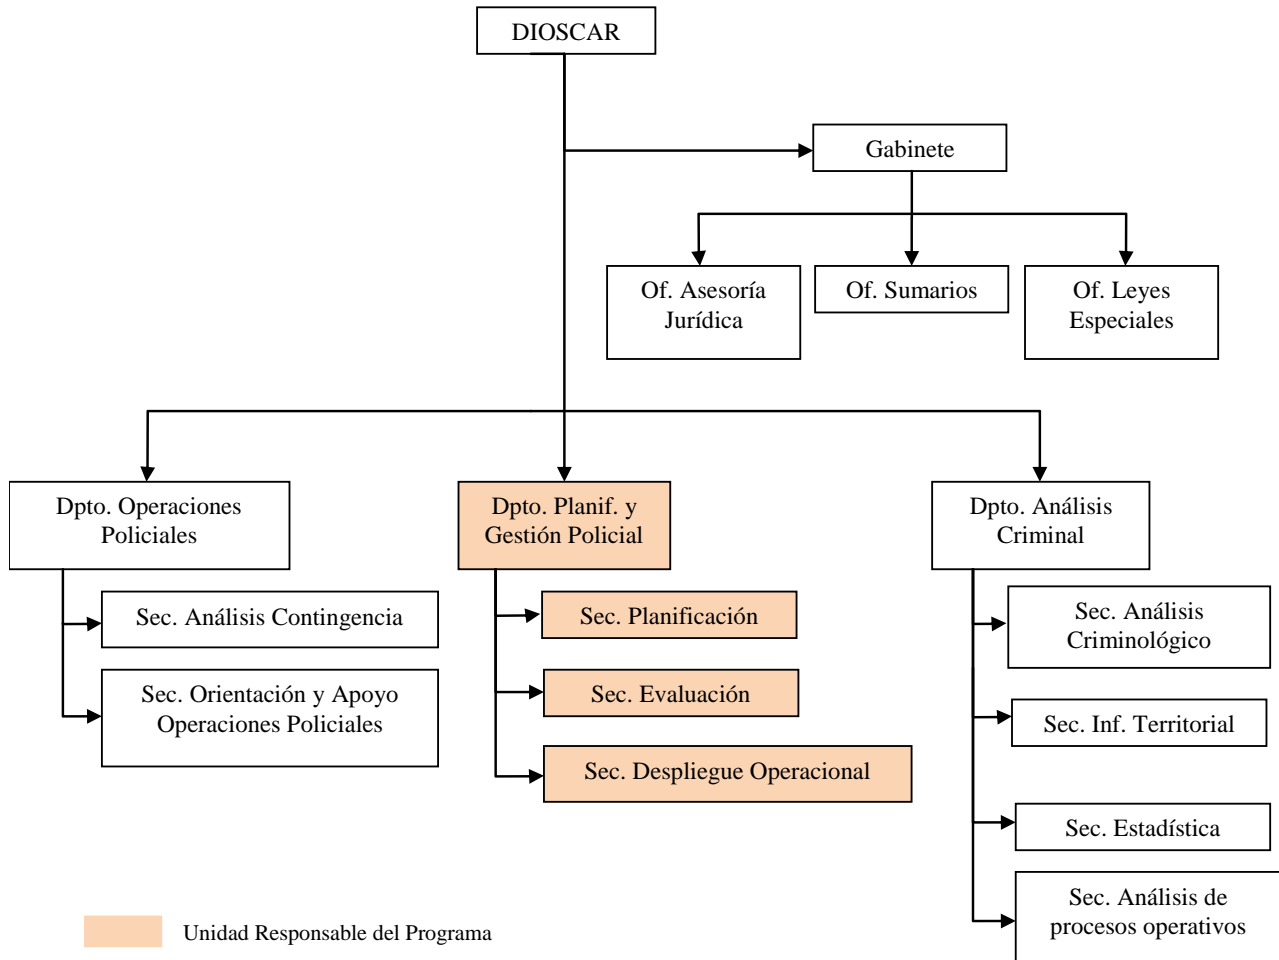 DIOSCAR
Gabinete
Of. Asesoría
Jurídica
Of. Sumarios
Of. Leyes
Especiales
Dpto. Operaciones
Policiales
Sec. Análisis Contingencia
Sec. Orientación y Apoyo
Operaciones Policiales
Dpto. Planif. y
Gestión Policial
Sec. Planificación
Sec. Evaluación
Sec. Despliegue Operacional
Dpto. Análisis
Criminal
Sec. Análisis
Criminológico
Sec. Inf. Territorial
Sec. Estadística
Sec. Análisis de
procesos operativos
Unidad Responsable del Programa